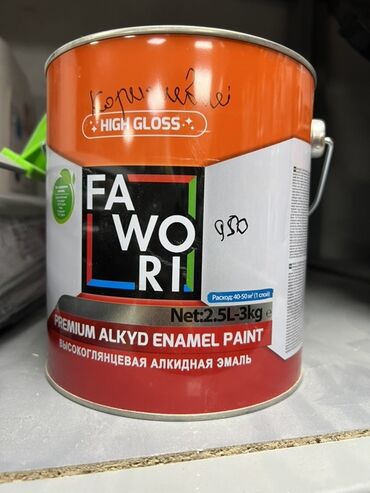 Коричневый
HIGH GLOSS
FA
WO
RI
950
Расход: 40-50 м² (1 слой)
Net:2.5L-3kg e
PREMIUM ALKYD ENAMEL PAINT
ВЫСОКОГЛЯНЦЕВАЯ АЛКИДНАЯ ЭМАЛЬ